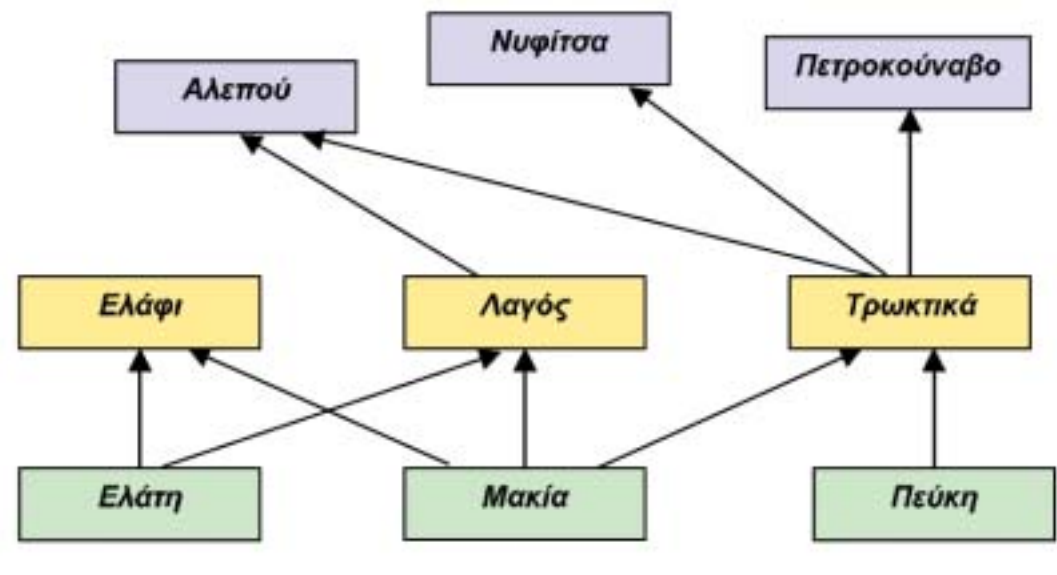 Αλεπού
Νυφίτσα
Πετροκούναβο
Ελάφι
Λαγός
Τρωκτικά
Ελάτη
Μακία
Πεύκη